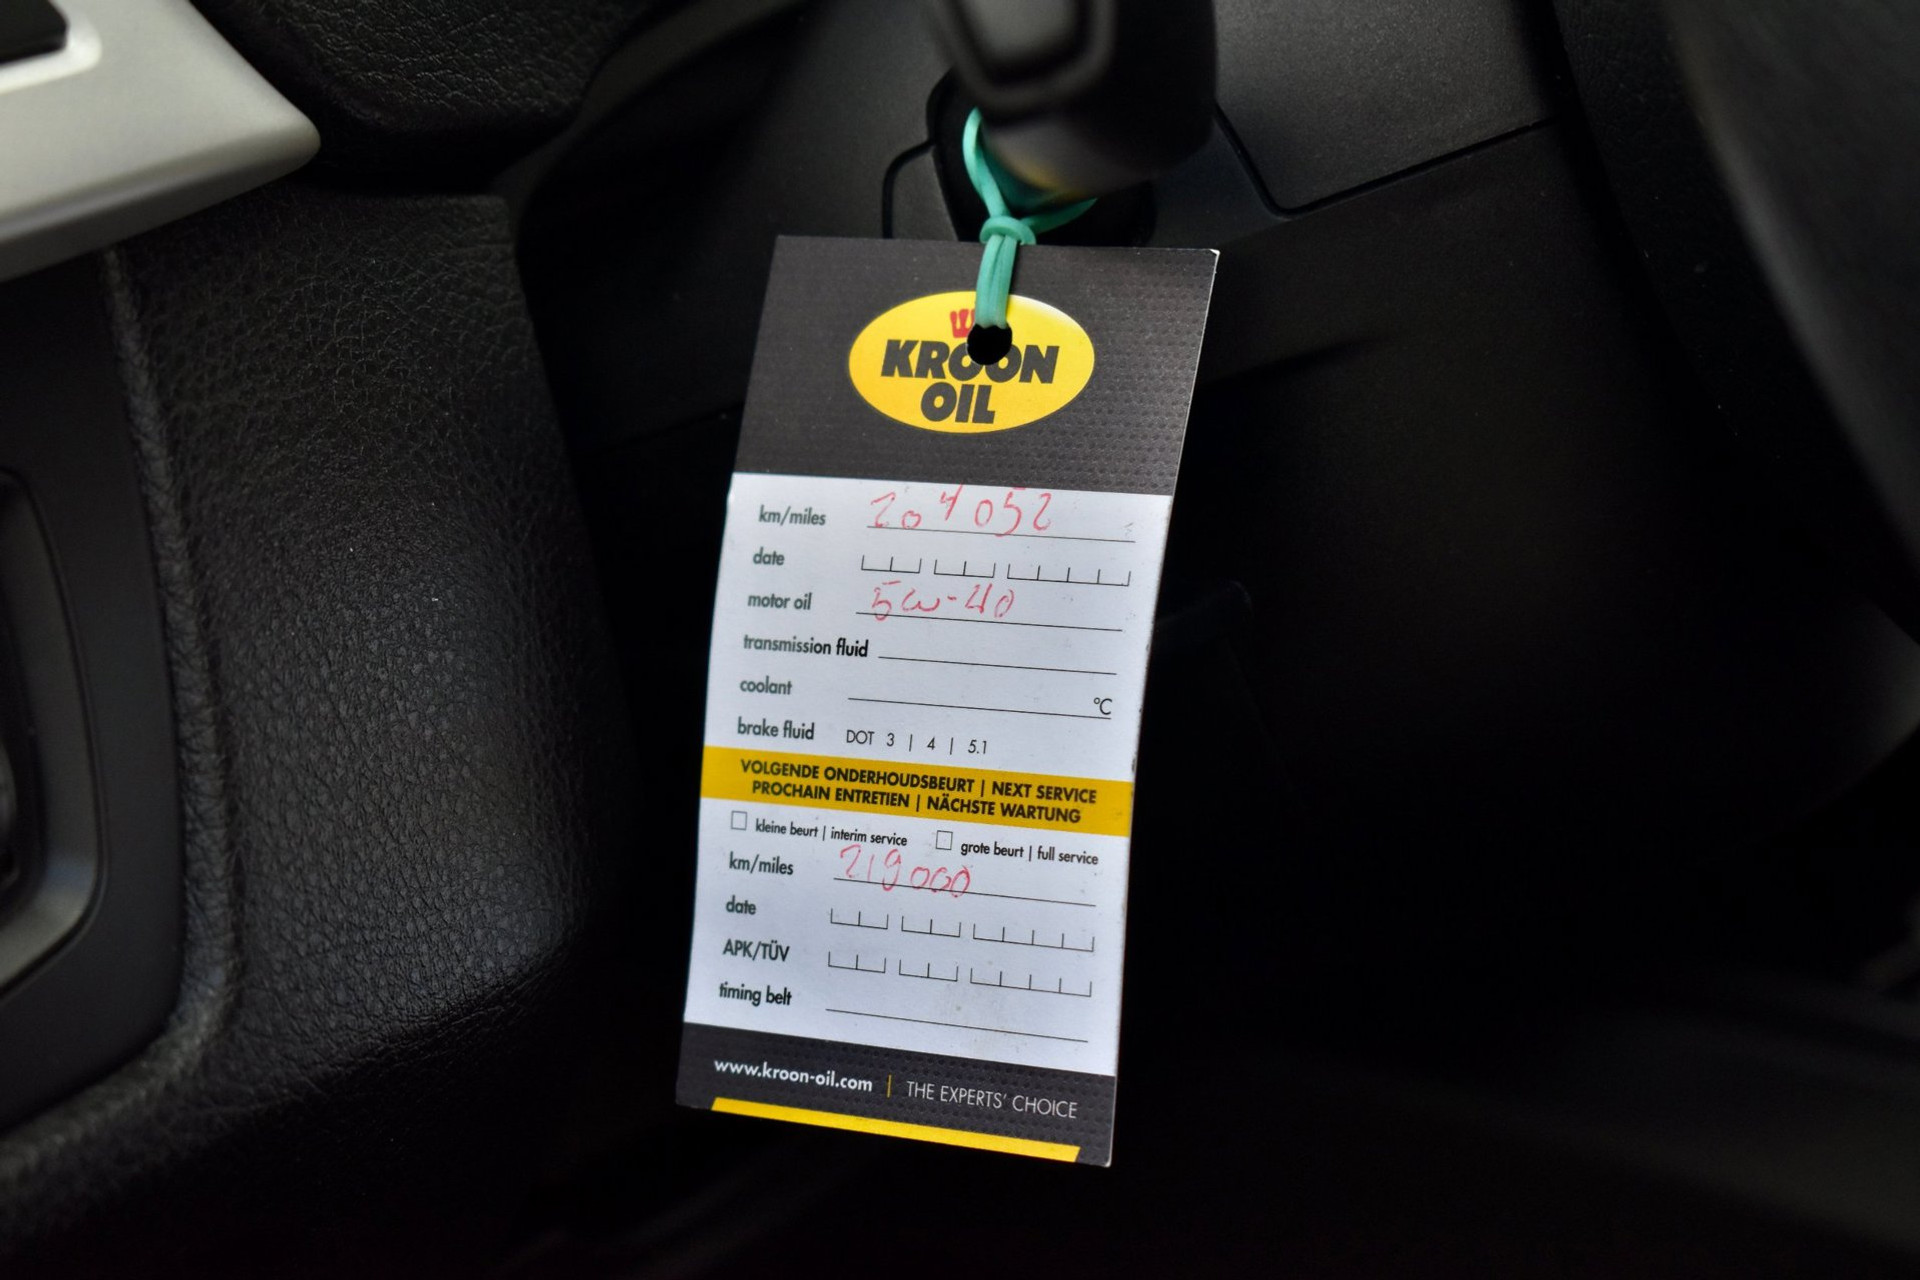 KROON
OIL
km/miles 204052
date
motor oil 5w-40
transmission fluid
coolant °C
brake fluid DOT 3 | 4 | 5.1
VOLGENDE ONDERHOUDSBEURT | NEXT SERVICE
PROCHAIN ENTRETIEN | NÄCHSTE WARTUNG
kleine beurt | interim service grote beurt | full service
km/miles 219000
date
APK/TÜV
timing belt
www.kroon-oil.com | THE EXPERTS' CHOICE